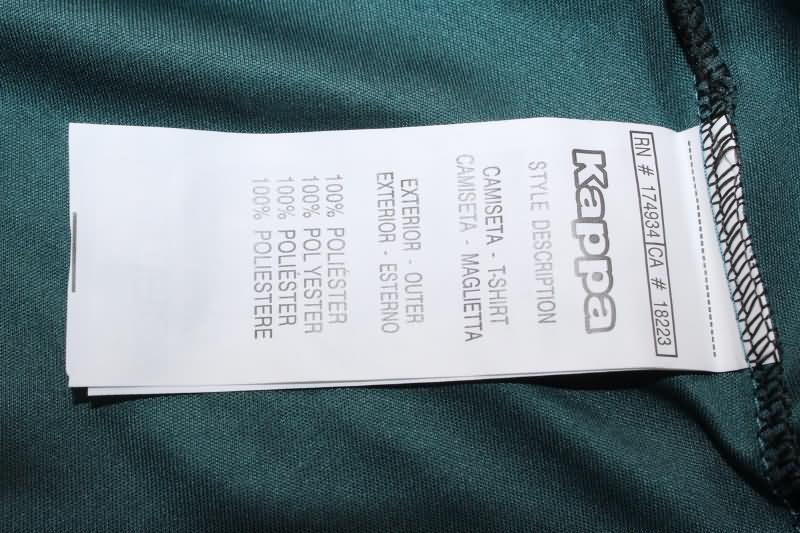 RN # 174934 CA # 18223
Kappa
STYLE DESCRIPTION
CAMISETA - T-SHIRT
CAMISETA - MAGLIETTA
EXTERIOR - OUTER
EXTERIOR - ESTERNO
100% POLIÉSTER
100% POLYESTER
100% POLIÉSTER
100% POLIESTERE